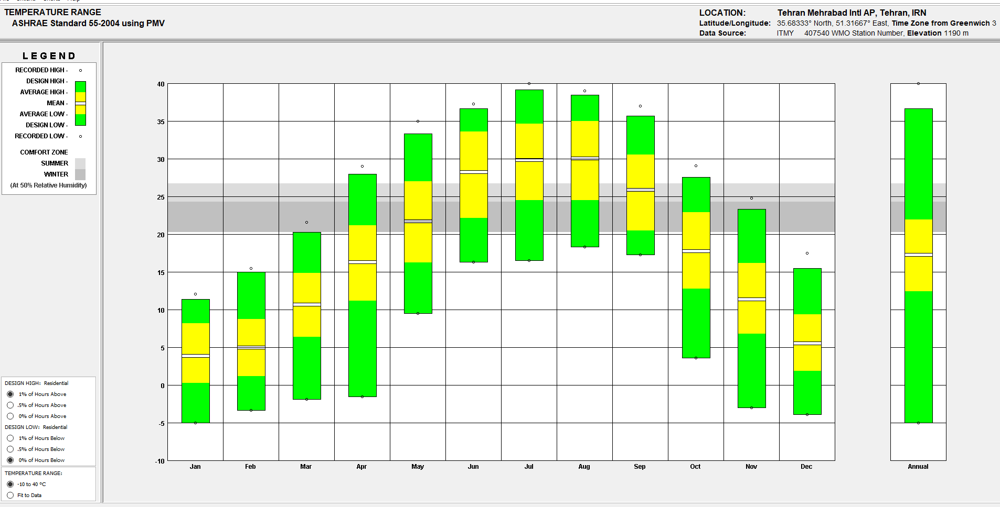 TEMPERATURE RANGE
ASHRAE Standard 55-2004 using PMV
LOCATION: Tehran Mehrabad Intl AP, Tehran, IRN
Latitude/Longitude: 35.68333° North, 51.31667° East, Time Zone from Greenwich 3
Data Source: ITMY 407540 WMO Station Number, Elevation 1190 m
LEGEND
RECORDED HIGH -
DESIGN HIGH -
AVERAGE HIGH -
MEAN -
AVERAGE LOW -
DESIGN LOW -
RECORDED LOW -
COMFORT ZONE
SUMMER
WINTER
(At 50% Relative Humidity)
DESIGN HIGH: Residential
1% of Hours Above
.5% of Hours Above
0% of Hours Above
DESIGN LOW: Residential
1% of Hours Below
.5% of Hours Below
0% of Hours Below
TEMPERATURE RANGE:
-10 to 40 °C
Fit to Data
40
35
30
25
20
15
10
5
0
-5
-10
Jan Feb Mar Apr May Jun Jul Aug Sep Oct Nov Dec Annual